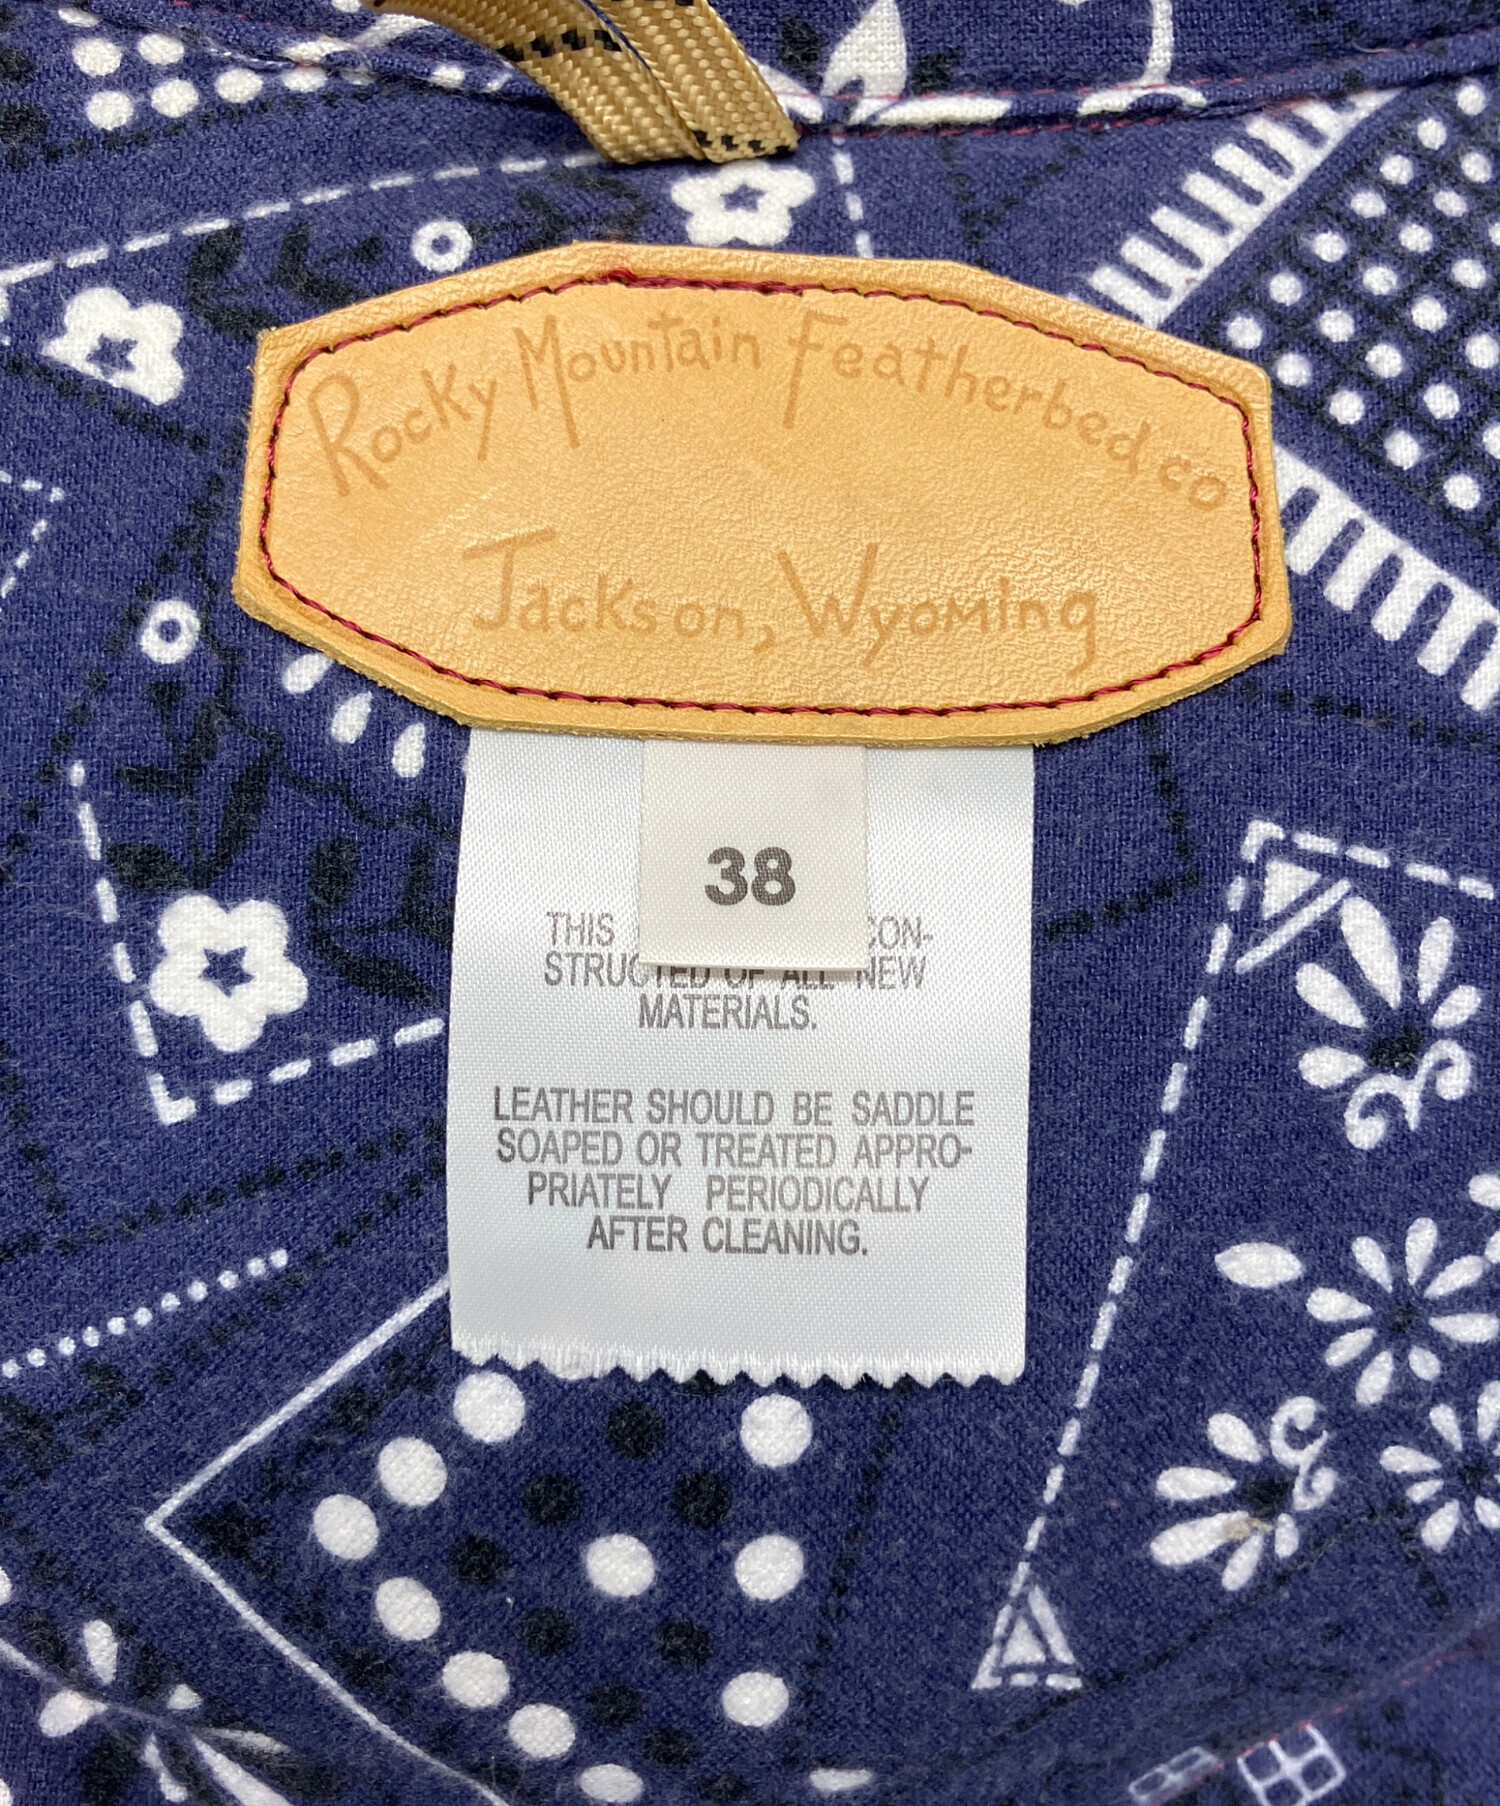 Rocky Mountain Featherbed co
Jackson, Wyoming
38
THIS CON-
STRUCTED OF ALL NEW
MATERIALS.
LEATHER SHOULD BE SADDLE
SOAPED OR TREATED APPRO-
PRIATELY PERIODICALLY
AFTER CLEANING.